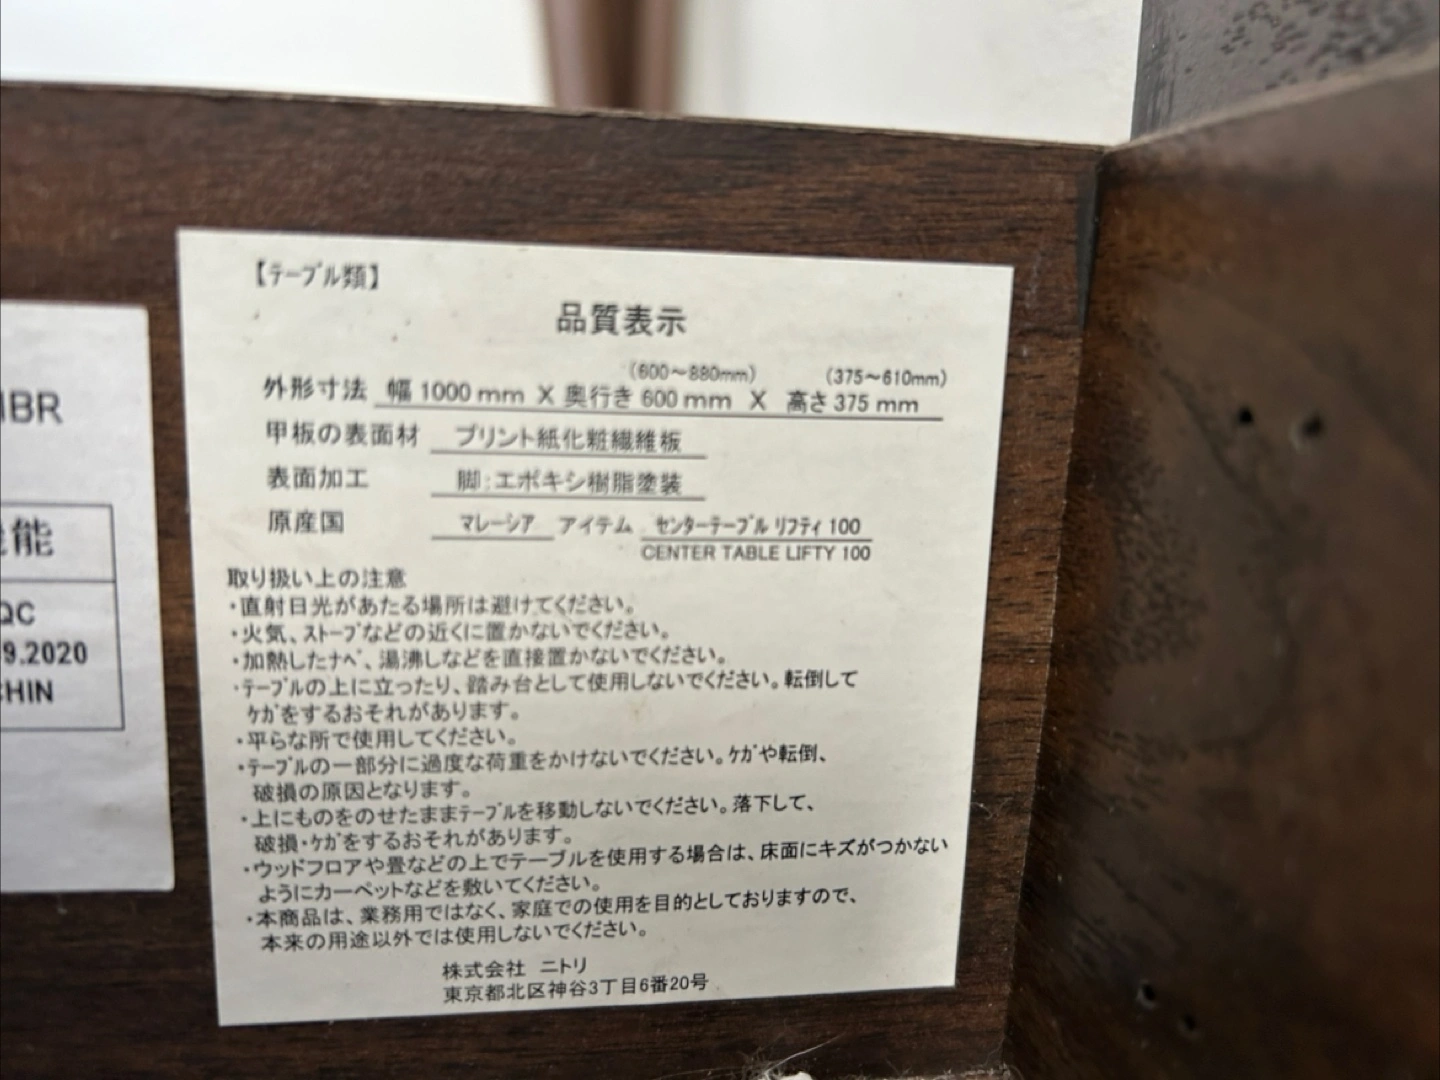 【テーブル類】
品質表示
(600～880mm) (375～610mm)
外形寸法 幅 1000 mm X 奥行き 600 mm X 高さ 375 mm
甲板の表面材 プリント紙化粧繊維板
表面加工 脚:エポキシ樹脂塗装
原産国 マレーシア アイテム センターテーブル リフティ 100
CENTER TABLE LIFTY 100
取り扱い上の注意
・直射日光があたる場所は避けてください。
・火気、ストーブなどの近くに置かないでください。
・加熱したナベ、湯沸しなどを直接置かないでください。
・テーブルの上に立ったり、踏み台として使用しないでください。転倒して
ケガをするおそれがあります。
・平らな所で使用してください。
・テーブルの一部分に過度な荷重をかけないでください。ケガや転倒、
破損の原因となります。
・上にものをのせたままテーブルを移動しないでください。落下して、
破損・ケガをするおそれがあります。
・ウッドフロアや畳などの上でテーブルを使用する場合は、床面にキズがつかない
ようにカーペットなどを敷いてください。
・本商品は、業務用ではなく、家庭での使用を目的としておりますので、
本来の用途以外では使用しないでください。
株式会社 ニトリ
東京都北区神谷3丁目6番20号
BR
能
QC
9.2020
CHIN